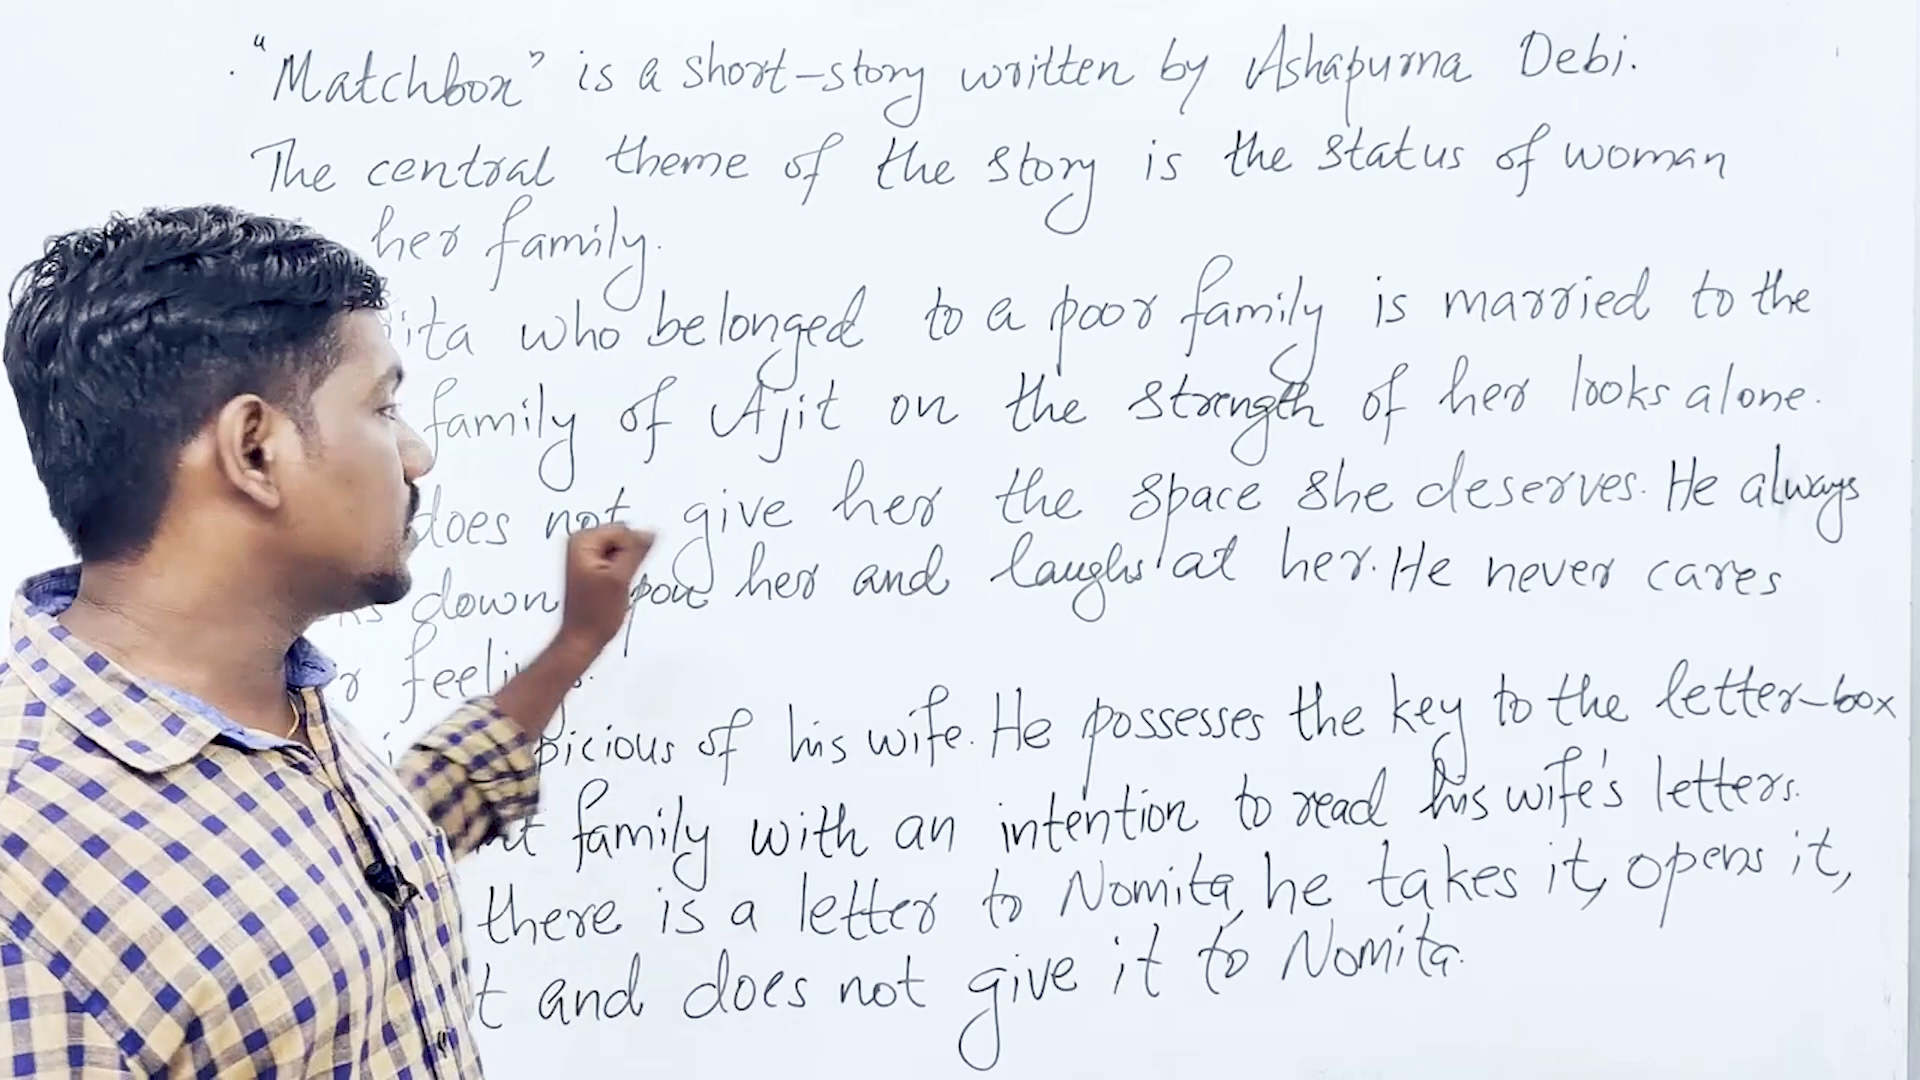 "Matchbox" is a short-story written by Ashapurna Debi.
The central theme of the story is the status of woman
her family.
ita who belonged to a poor family is married to the
family of Ajit on the strength of her looks alone.
does not give her the space she deserves. He always
down her and laughs at her. He never cares
r
picious of his wife. He possesses the key to the letter-box
family with an intention to read his wife's letters.
there is a letter to Nomita, he takes it, opens it,
t and does not give it to Nomita.